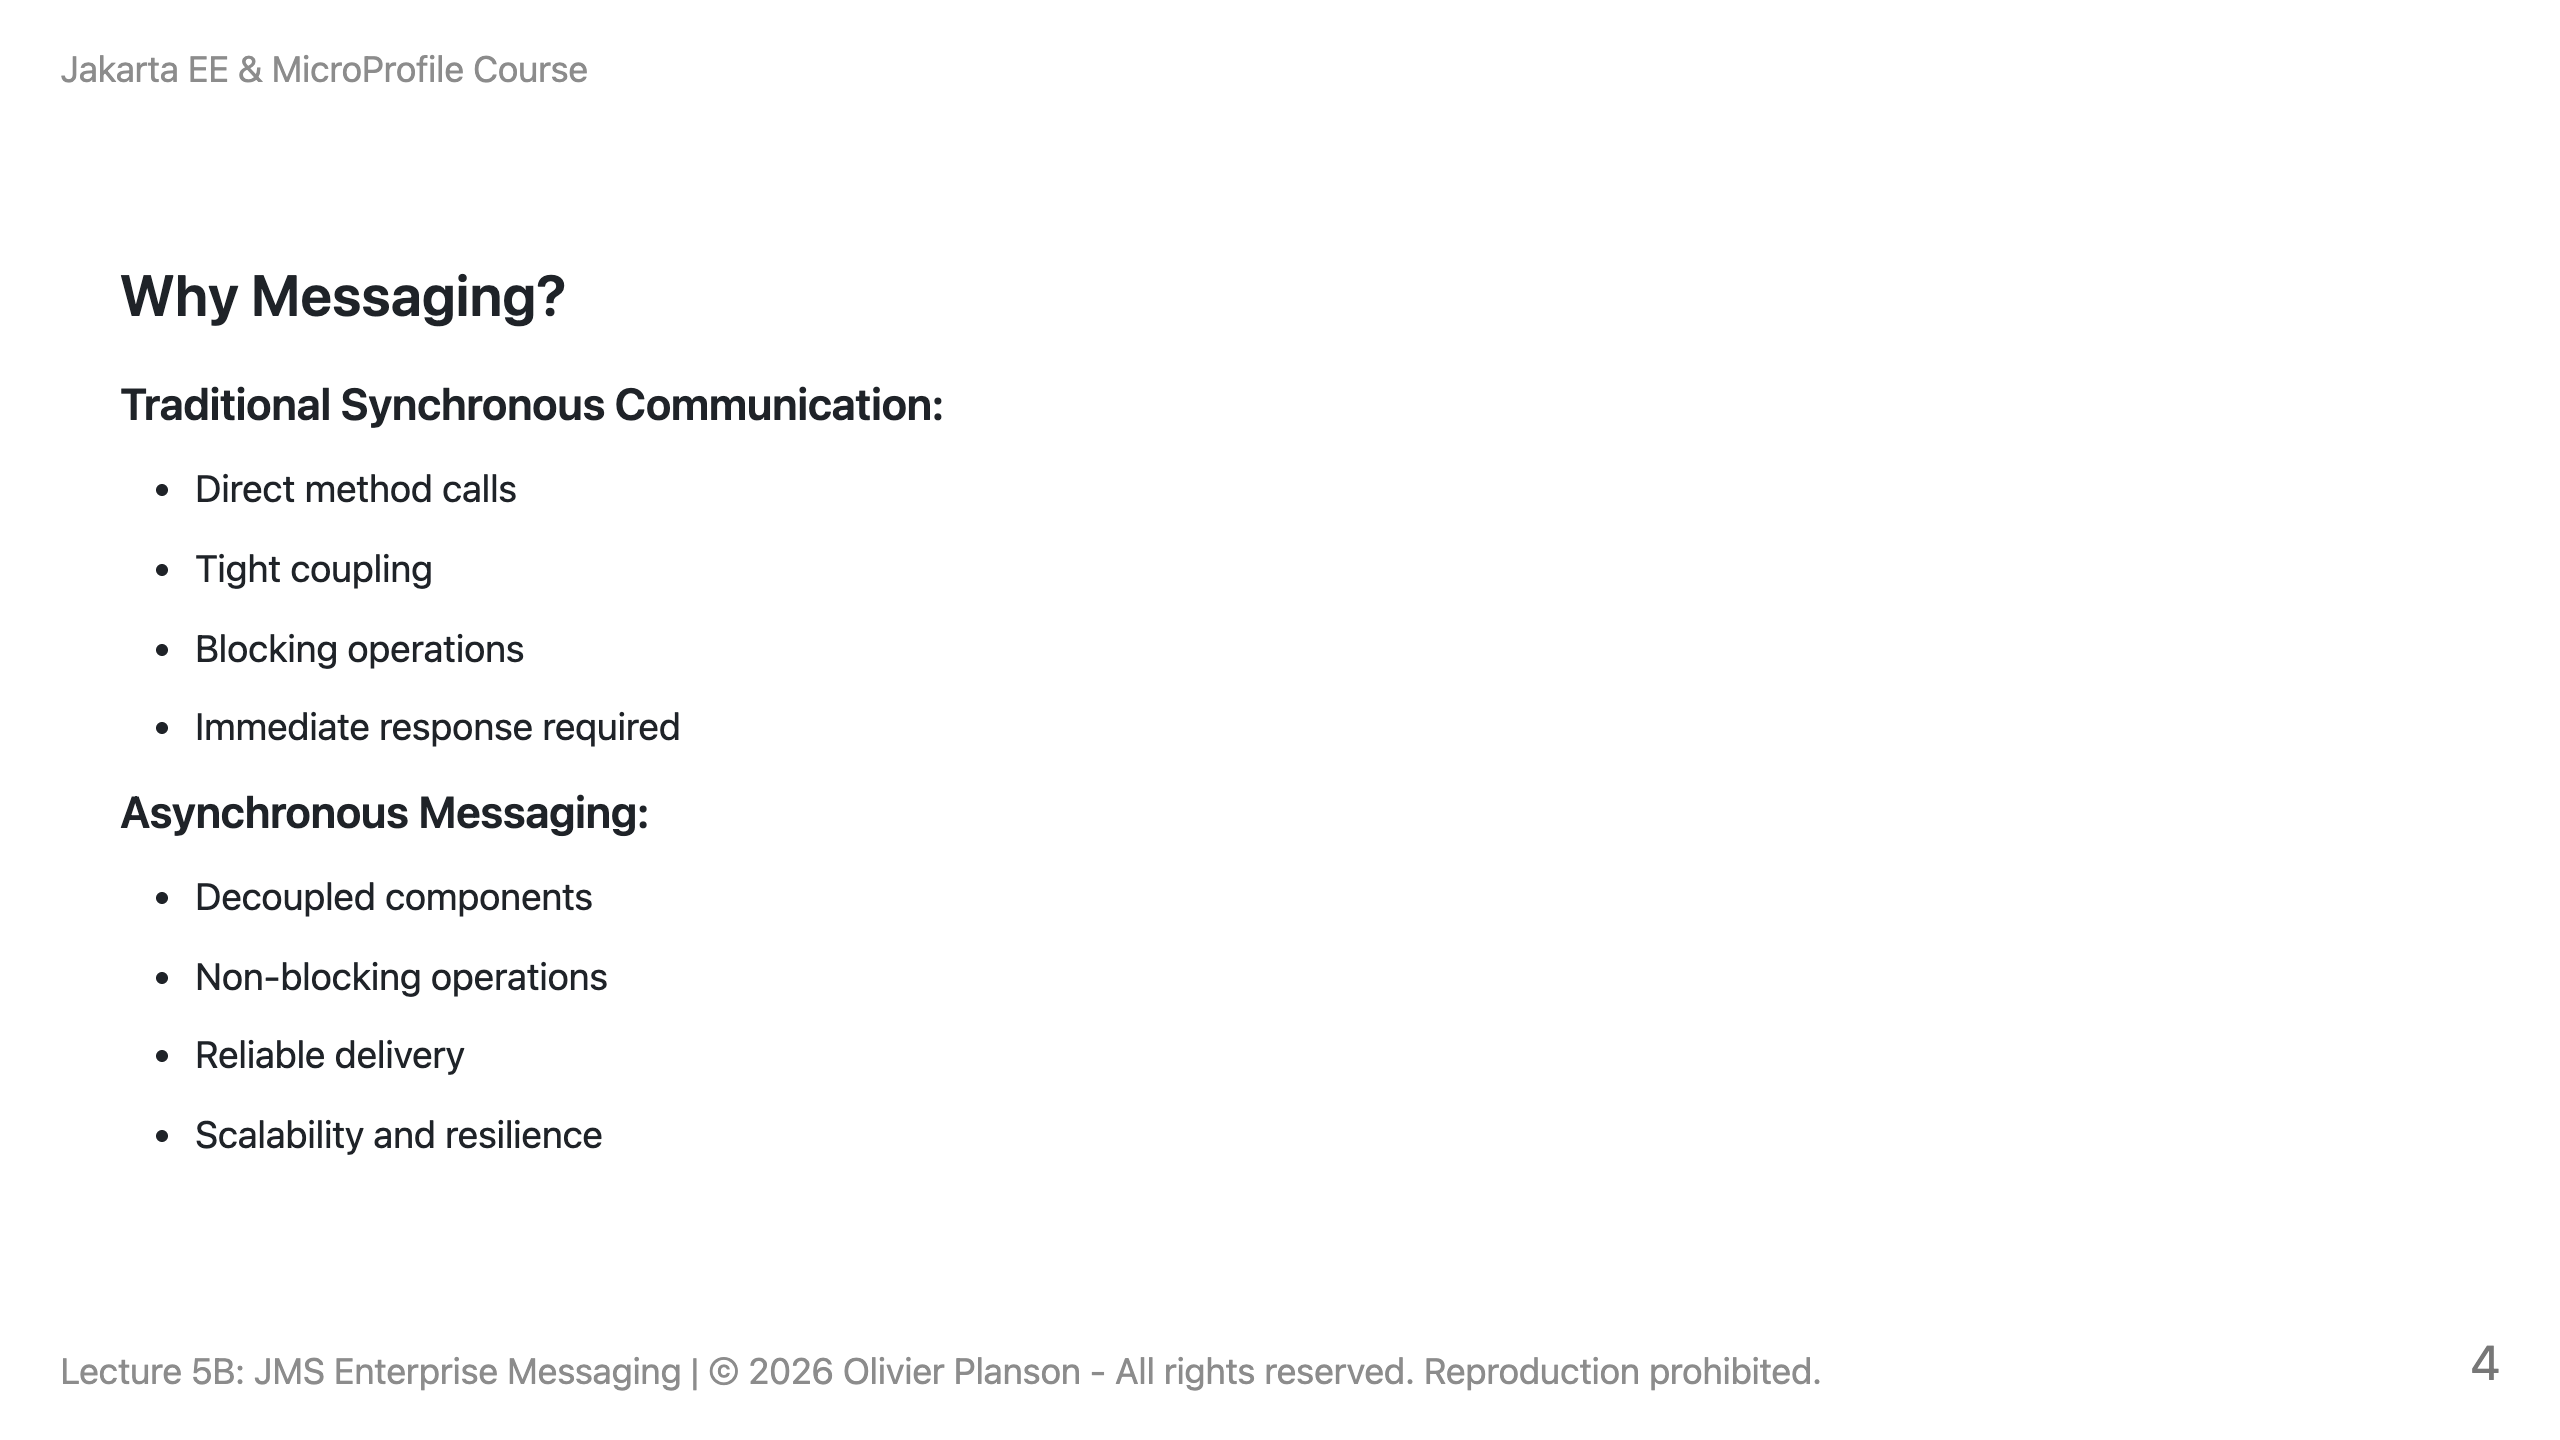 Jakarta EE & MicroProfile Course
Why Messaging?
Traditional Synchronous Communication:
• Direct method calls
• Tight coupling
• Blocking operations
• Immediate response required
Asynchronous Messaging:
• Decoupled components
• Non-blocking operations
• Reliable delivery
• Scalability and resilience
Lecture 5B: JMS Enterprise Messaging | © 2026 Olivier Planson - All rights reserved. Reproduction prohibited.
4